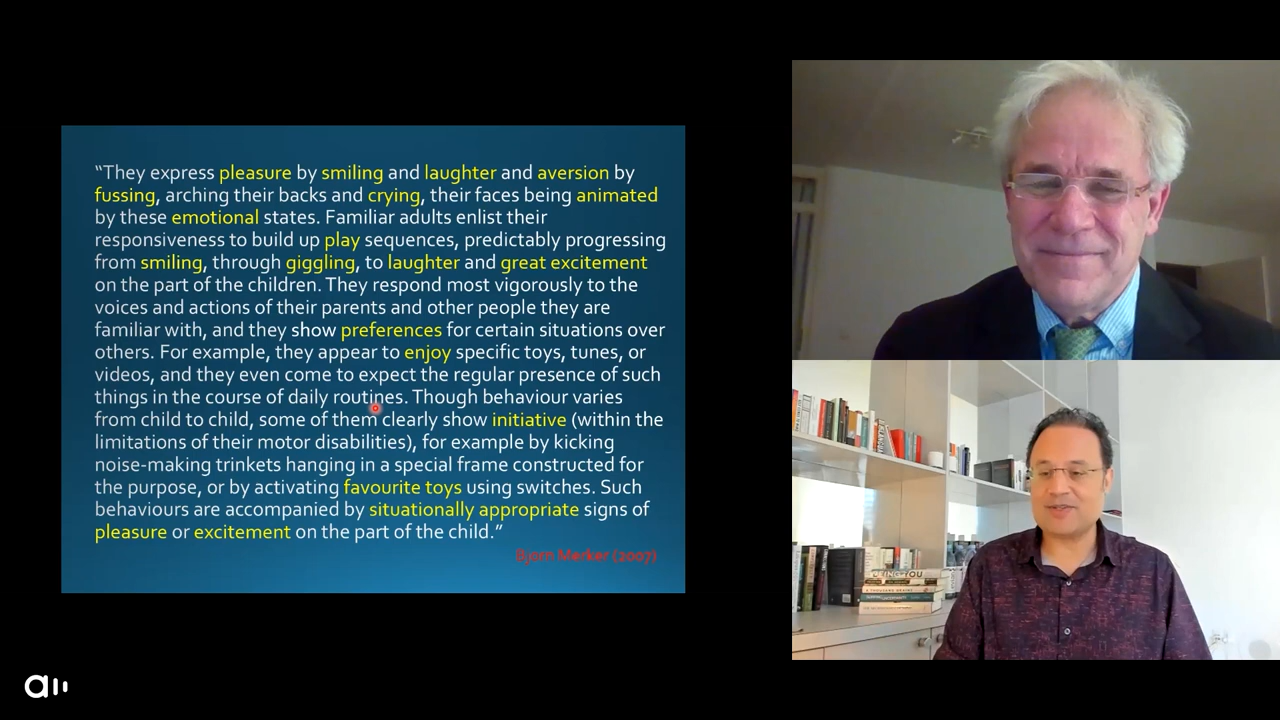 “They express pleasure by smiling and laughter and aversion by
fussing, arching their backs and crying, their faces being animated
by these emotional states. Familiar adults enlist their
responsiveness to build up play sequences, predictably progressing
from smiling, through giggling, to laughter and great excitement
on the part of the children. They respond most vigorously to the
voices and actions of their parents and other people they are
familiar with, and they show preferences for certain situations over
others. For example, they appear to enjoy specific toys, tunes, or
videos, and they even come to expect the regular presence of such
things in the course of daily routines. Though behaviour varies
from child to child, some of them clearly show initiative (within the
limitations of their motor disabilities), for example by kicking
noise-making trinkets hanging in a special frame constructed for
the purpose, or by activating favourite toys using switches. Such
behaviours are accompanied by situationally appropriate signs of
pleasure or excitement on the part of the child.”
Bjorn Merker (2007)